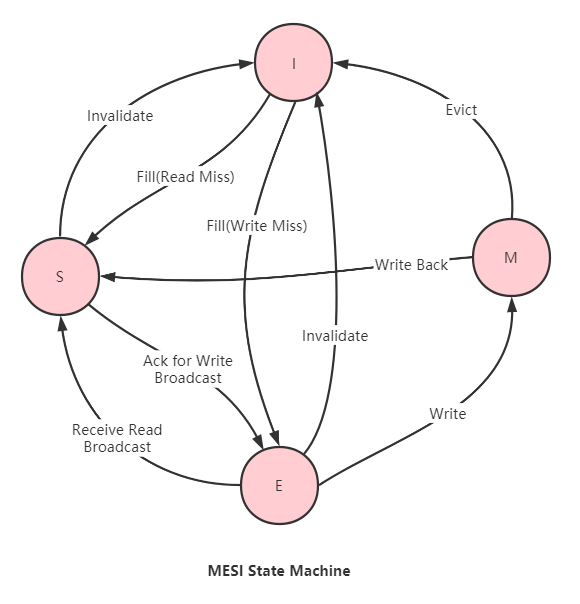 I
Invalidate
Evict
Fill(Read Miss)
Fill(Write Miss)
S
Write Back
M
Invalidate
Ack for Write
Broadcast
Receive Read
Broadcast
Write
E
MESI State Machine